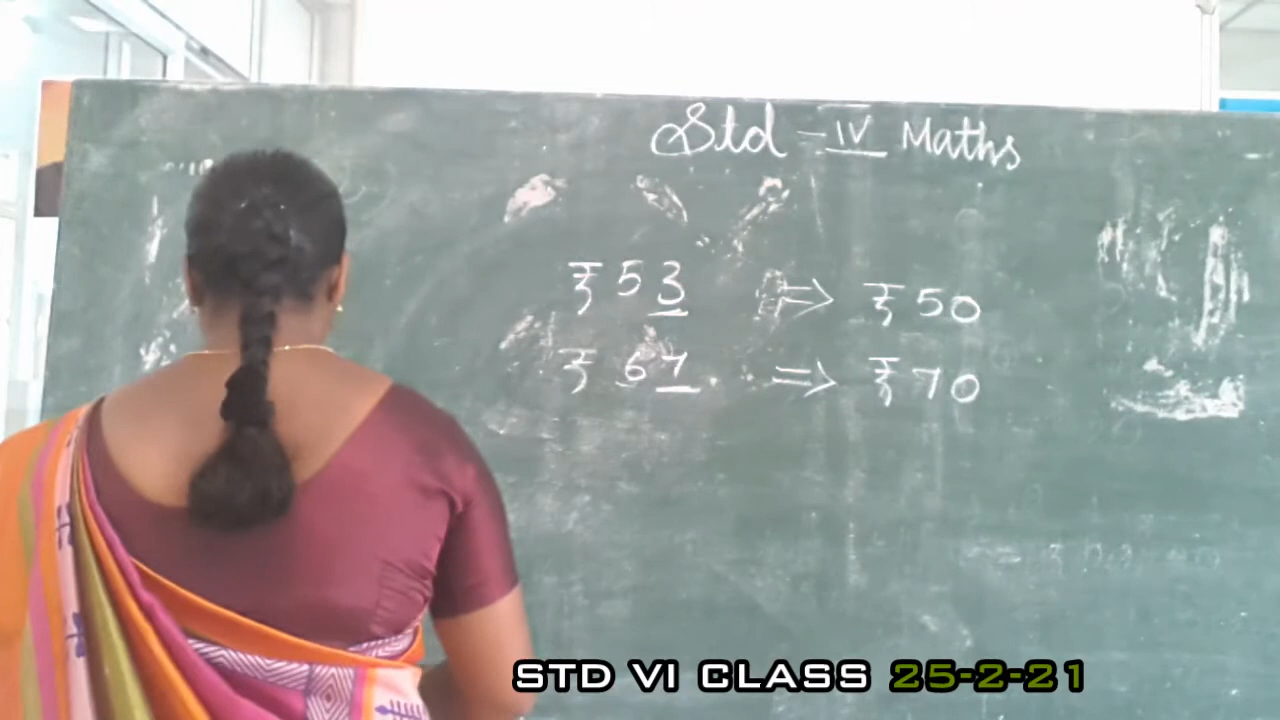 Std - IV Maths
₹ 53 ⇒ ₹ 50
₹ 67 ⇒ ₹ 70
STD VI CLASS 25-2-21